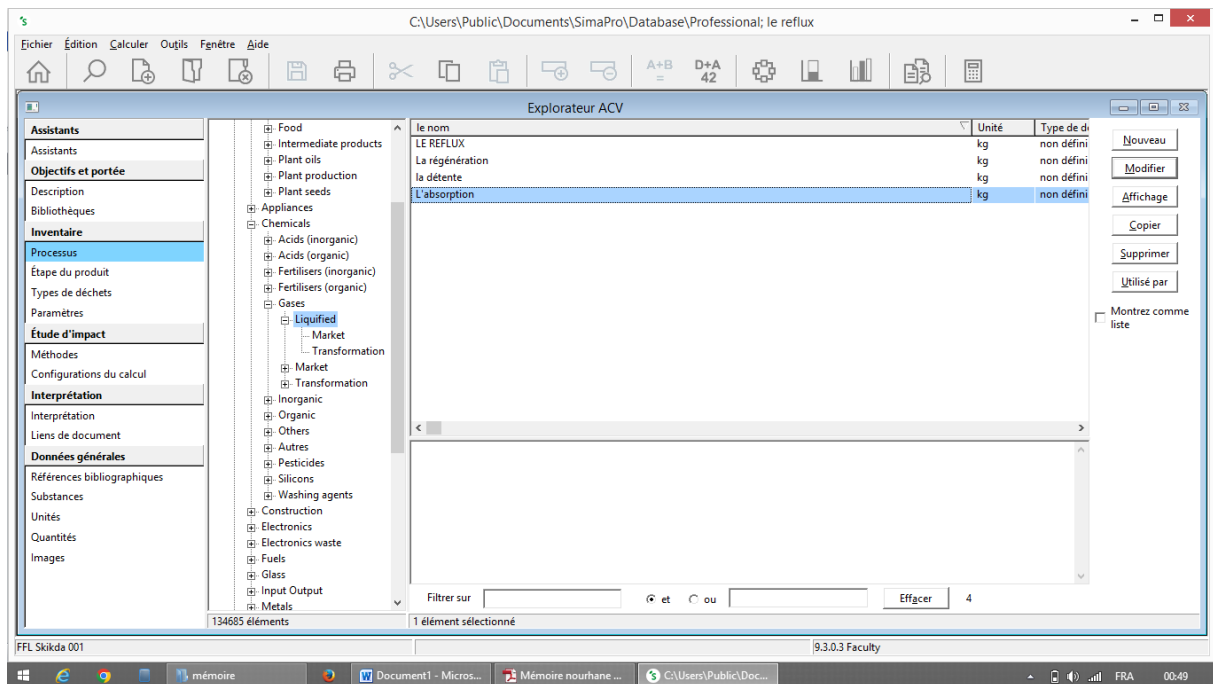 C:\Users\Public\Documents\SimaPro\Database\Professional; le reflux
Fichier Édition Calculer Outils Fenêtre Aide
A+B
=
D+A
42
Explorateur ACV
Assistants
Assistants
Objectifs et portée
Description
Bibliothèques
Inventaire
Processus
Étape du produit
Types de déchets
Paramètres
Étude d'impact
Méthodes
Configurations du calcul
Interprétation
Interprétation
Liens de document
Données générales
Références bibliographiques
Substances
Unités
Quantités
Images
Food
Intermediate products
Plant oils
Plant production
Plant seeds
Appliances
Chemicals
Acids (inorganic)
Acids (organic)
Fertilisers (inorganic)
Fertilisers (organic)
Gases
Liquified
Market
Transformation
Market
Transformation
Inorganic
Organic
Others
Autres
Pesticides
Silicons
Washing agents
Construction
Electronics
Electronics waste
Fuels
Glass
Input Output
Metals
134685 éléments
le nom Unité Type de de
LE REFLUX kg non défini
La régénération kg non défini
la détente kg non défini
L'absorption kg non défini
Nouveau
Modifier
Affichage
Copier
Supprimer
Utilisé par
Montrez comme
liste
Filtrer sur et ou Effacer 4
1 élément sélectionné
FFL Skikda 001 9.3.0.3 Faculty
mémoire Document1 - Micros... Mémoire nourhane ... C:\Users\Public\Doc... FRA 00:49